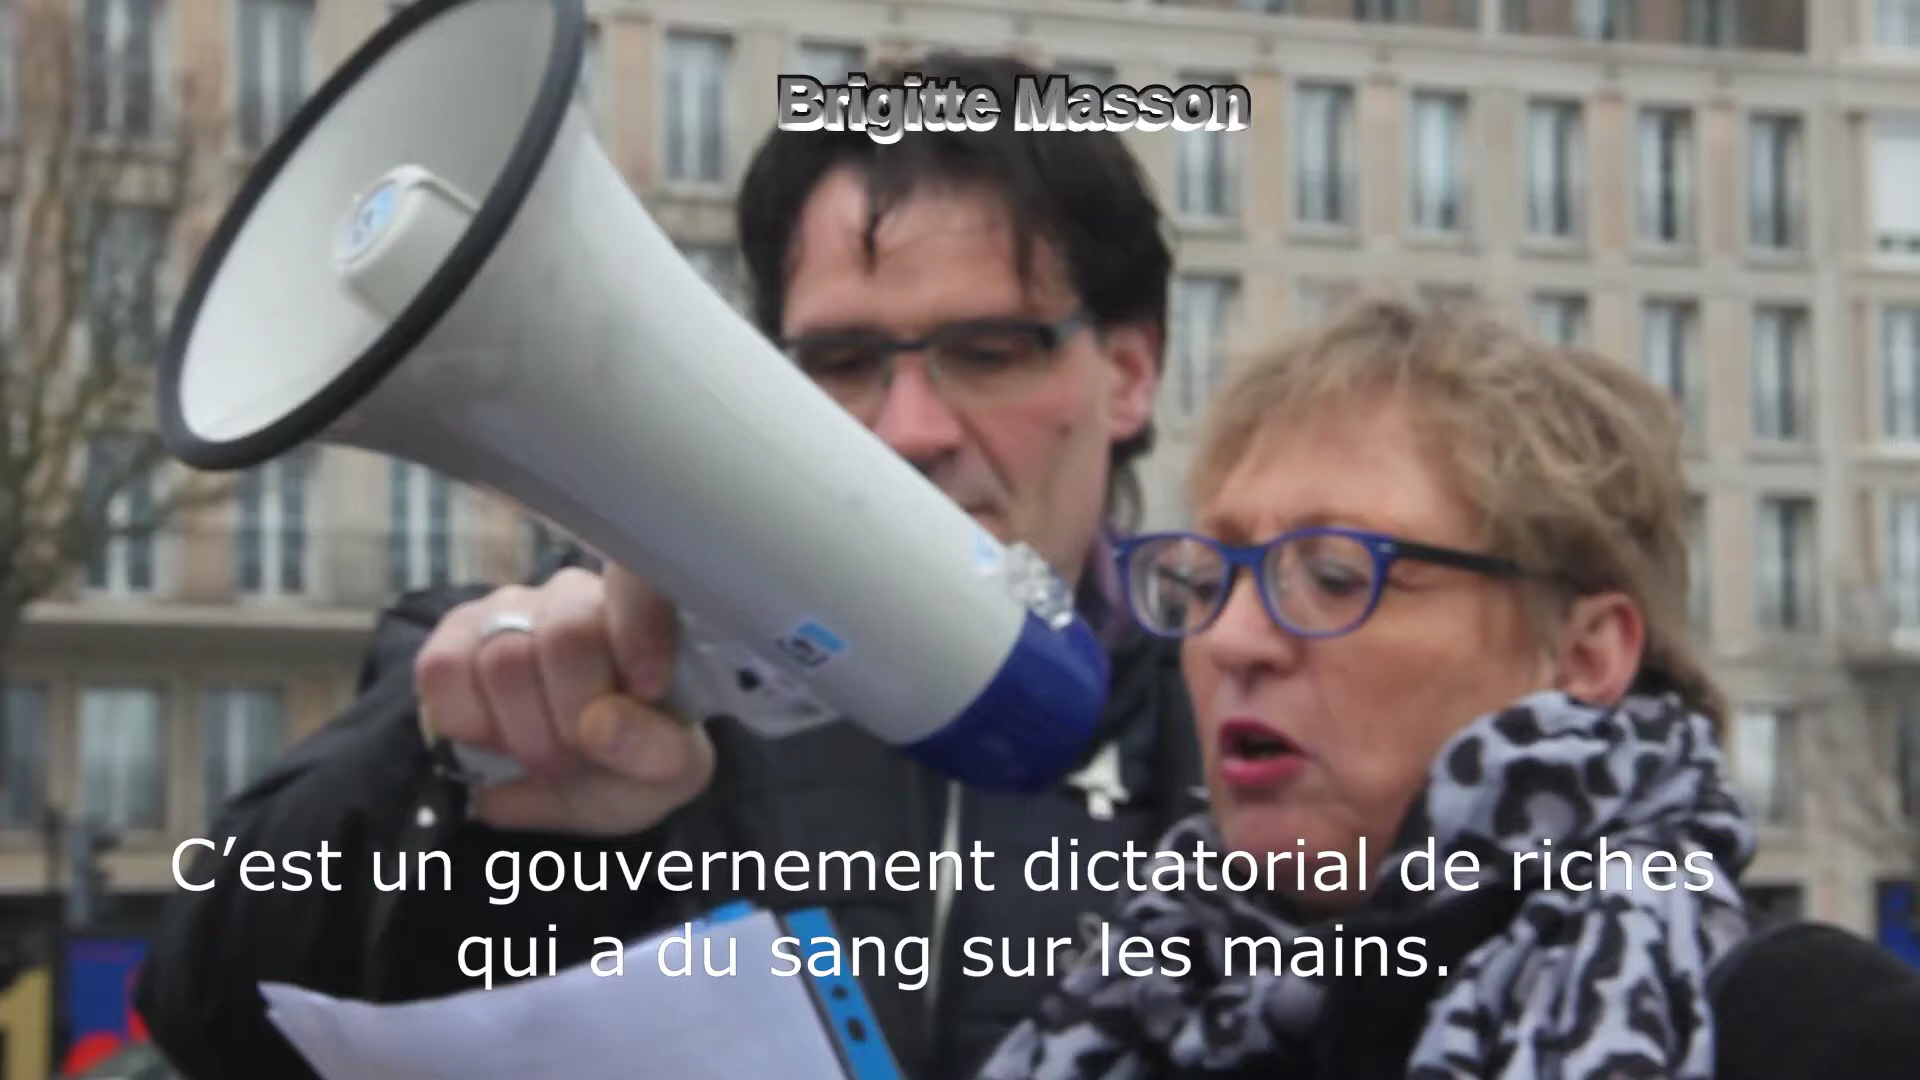 Brigitte Masson
C’est un gouvernement dictatorial de riches
qui a du sang sur les mains.